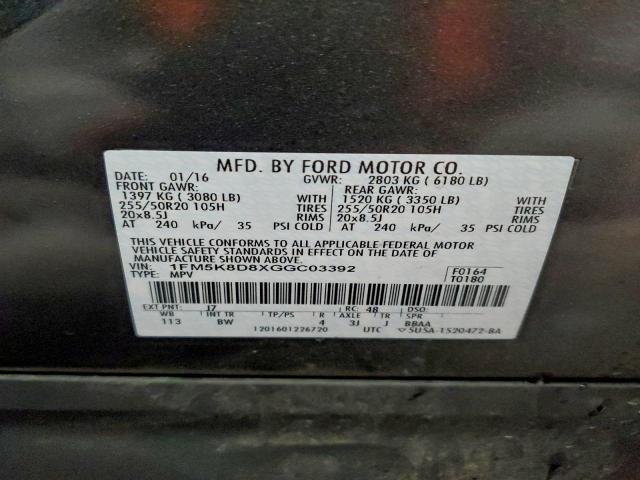 MFD. BY FORD MOTOR CO.
DATE: 01/16 GVWR: 2803 KG ( 6180 LB)
FRONT GAWR: REAR GAWR:
1397 KG ( 3080 LB) WITH 1520 KG ( 3350 LB) WITH
255/50R20 105H TIRES 255/50R20 105H TIRES
20x8.5J RIMS 20x8.5J RIMS
AT 240 kPa/ 35 PSI COLD AT 240 kPa/ 35 PSI COLD
THIS VEHICLE CONFORMS TO ALL APPLICABLE FEDERAL MOTOR
VEHICLE SAFETY STANDARDS IN EFFECT ON THE DATE OF
MANUFACTURE SHOWN ABOVE.
VIN: 1FM5K8D8XGGC03392 F0164
TYPE: MPV T0180
EXT PNT: J7 RC: 48 DSO:
WB INT TR TP/PS R AXLE TR SPR
113 BW 4 3J J BBAA
1201601226720 UTC 5USA-1520472-BA